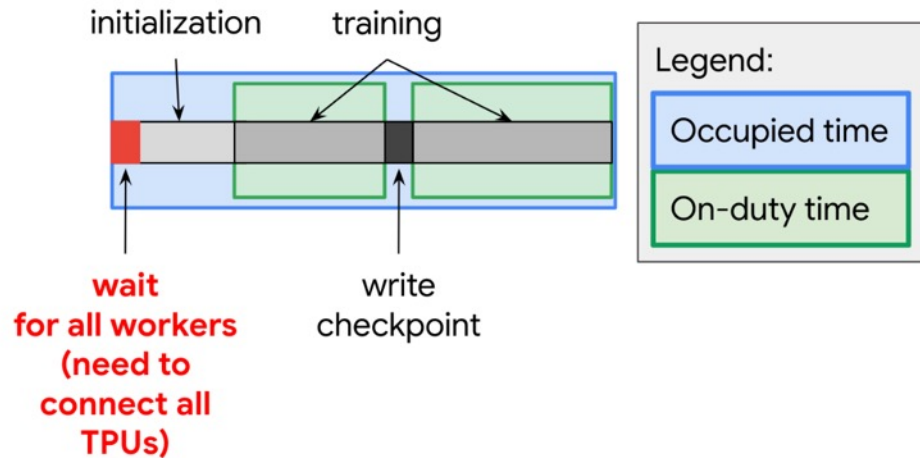 initialization
training
Legend:
Occupied time
On-duty time
wait
for all workers
(need to
connect all
TPUs)
write
checkpoint